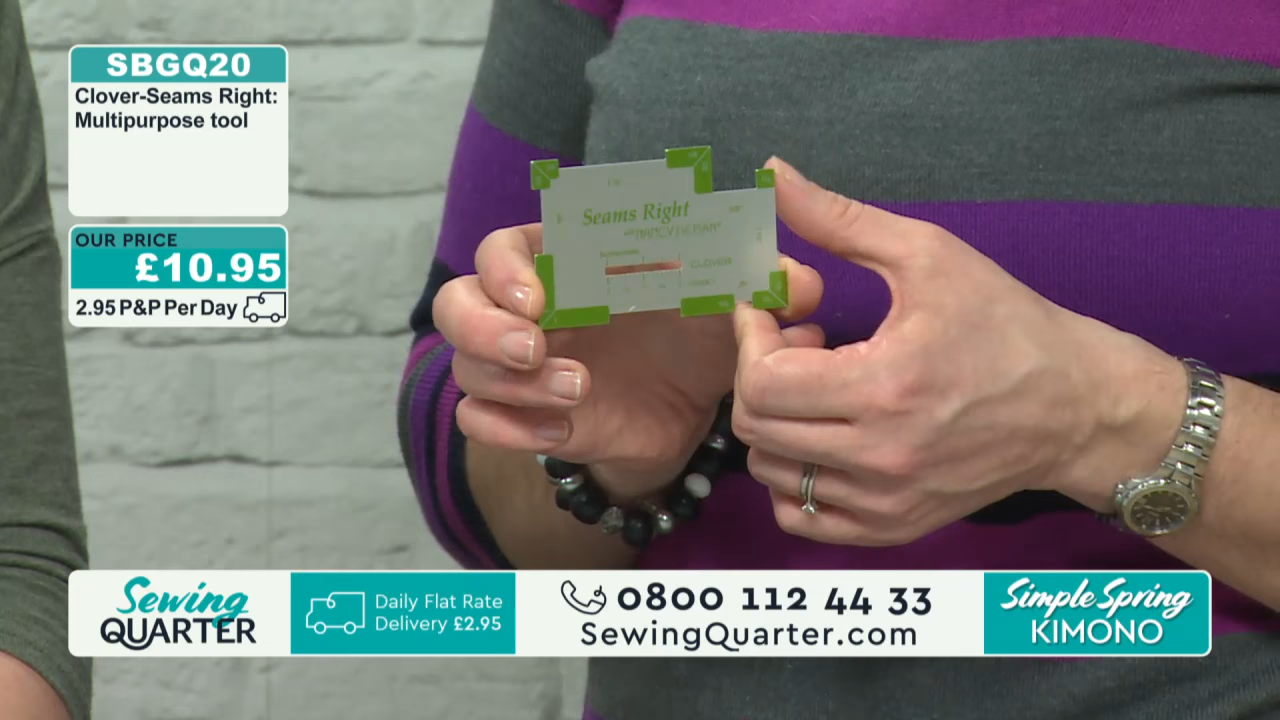 SBGQ20
Clover-Seams Right:
Multipurpose tool
OUR PRICE
£10.95
2.95 P&P Per Day
Seams Right
CLOVER
Sewing
QUARTER
Daily Flat Rate
Delivery £2.95
0800 112 44 33
SewingQuarter.com
Simple Spring
KIMONO